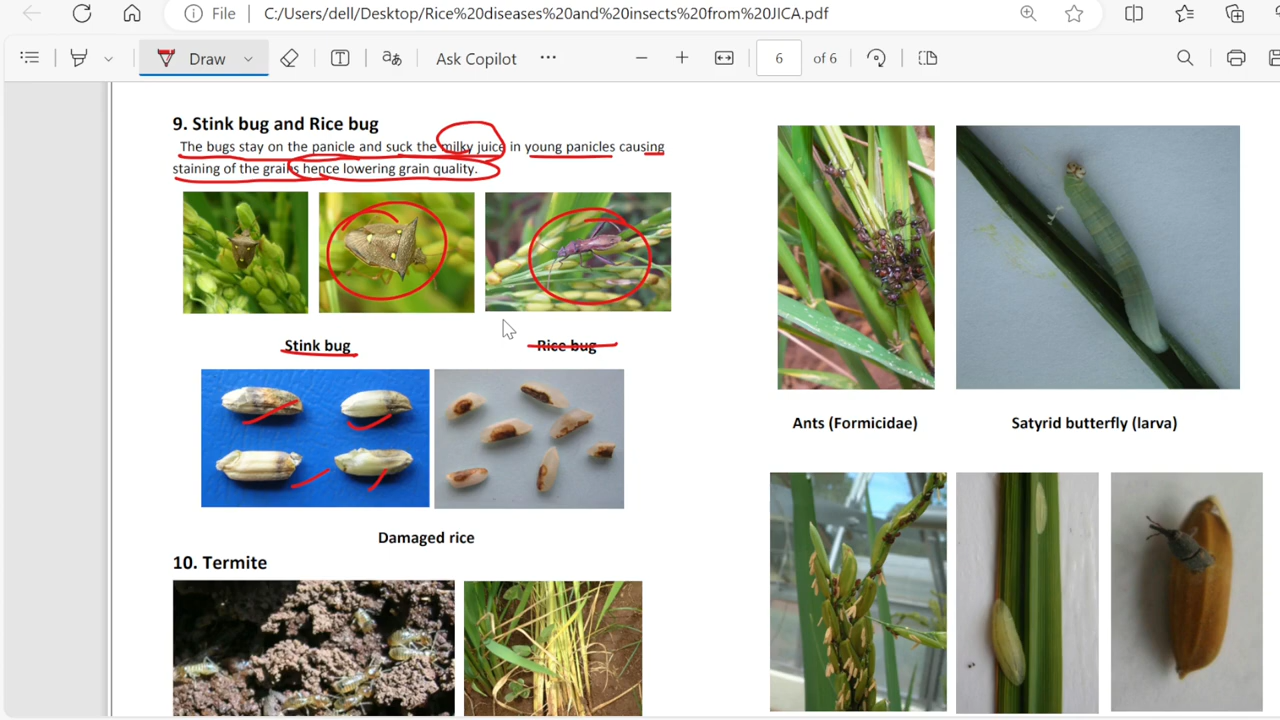 File
C:/Users/dell/Desktop/Rice%20diseases%20and%20insects%20from%20JICA.pdf
Draw
Ask Copilot
6
of 6
9. Stink bug and Rice bug
The bugs stay on the panicle and suck the milky juice in young panicles causing
staining of the grains hence lowering grain quality.
Stink bug
Rice bug
Damaged rice
10. Termite
Ants (Formicidae)
Satyrid butterfly (larva)